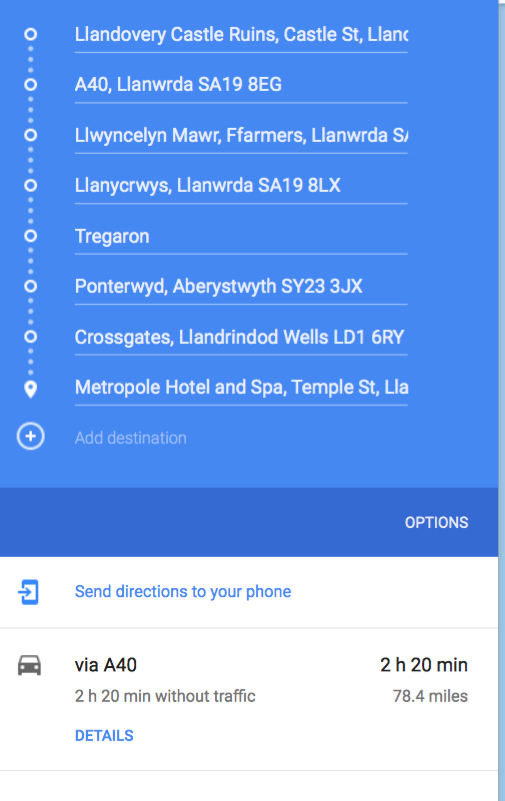 Llandovery Castle Ruins, Castle St, Lland
A40, Llanwrda SA19 8EG
Llwyncelyn Mawr, Ffarmers, Llanwrda SA
Llanycrwys, Llanwrda SA19 8LX
Tregaron
Ponterwyd, Aberystwyth SY23 3JX
Crossgates, Llandrindod Wells LD1 6RY
Metropole Hotel and Spa, Temple St, Lla
Add destination
OPTIONS
Send directions to your phone
via A40 2 h 20 min
2 h 20 min without traffic 78.4 miles
DETAILS